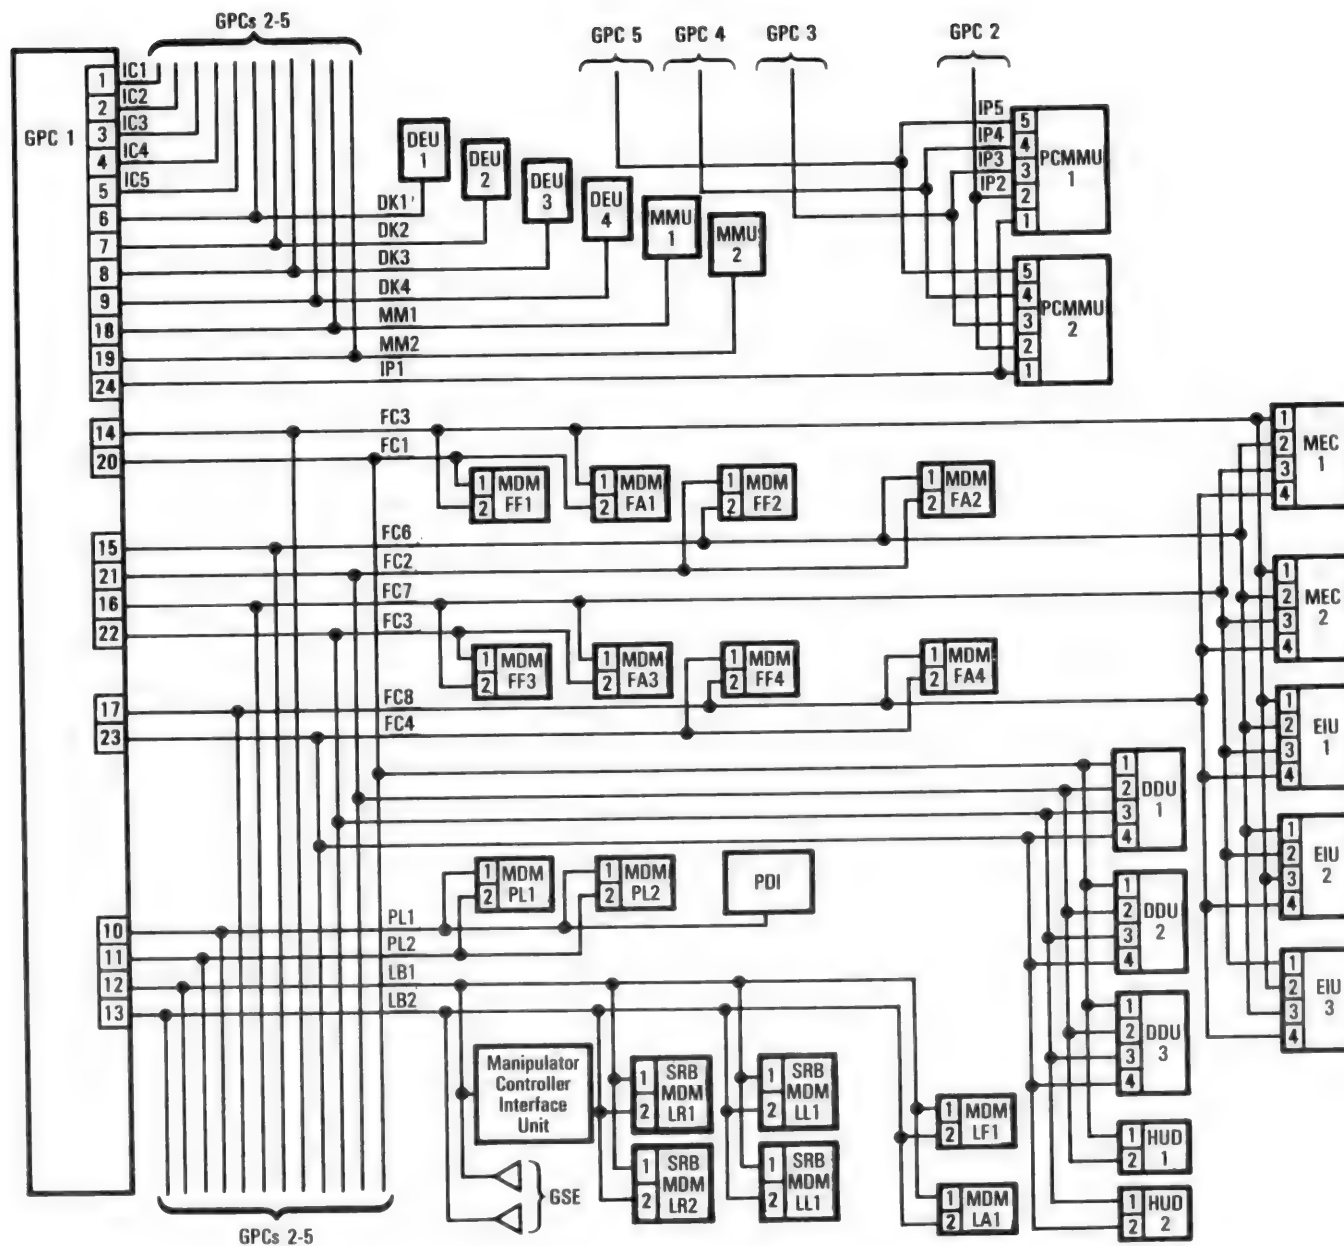 GPCs 2-5
GPC 5
GPC 4
GPC 3
GPC 2
GPC 1
1 IC1
2 IC2
3 IC3
4 IC4
5 IC5
6 DK1
7 DK2
8 DK3
9 DK4
18 MM1
19 MM2
24 IP1
DEU 1
DEU 2
DEU 3
DEU 4
MMU 1
MMU 2
IP5
IP4
IP3
IP2
5
4
3
2
1
PCMMU 1
5
4
3
2
1
PCMMU 2
14 FC3
20 FC1
1 MDM
2 FF1
1 MDM
2 FA1
1 MDM
2 FF2
1 MDM
2 FA2
15 FC6
21 FC2
16 FC7
22 FC3
1 MDM
2 FF3
1 MDM
2 FA3
1 MDM
2 FF4
1 MDM
2 FA4
17 FC8
23 FC4
1
2
3
4
MEC 1
1
2
3
4
MEC 2
1
2
3
4
EIU 1
1
2
3
4
EIU 2
1
2
3
4
EIU 3
1
2
3
4
DDU 1
1
2
3
4
DDU 2
1
2
3
4
DDU 3
1 HUD
2 1
1 HUD
2 2
1 MDM
2 PL1
1 MDM
2 PL2
PDI
10 PL1
11 PL2
12 LB1
13 LB2
Manipulator
Controller
Interface
Unit
GSE
1 SRB
MDM
2 LR1
1 SRB
MDM
2 LL1
1 SRB
MDM
2 LR2
1 SRB
MDM
2 LL1
1 MDM
2 LF1
1 MDM
2 LA1
GPCs 2-5